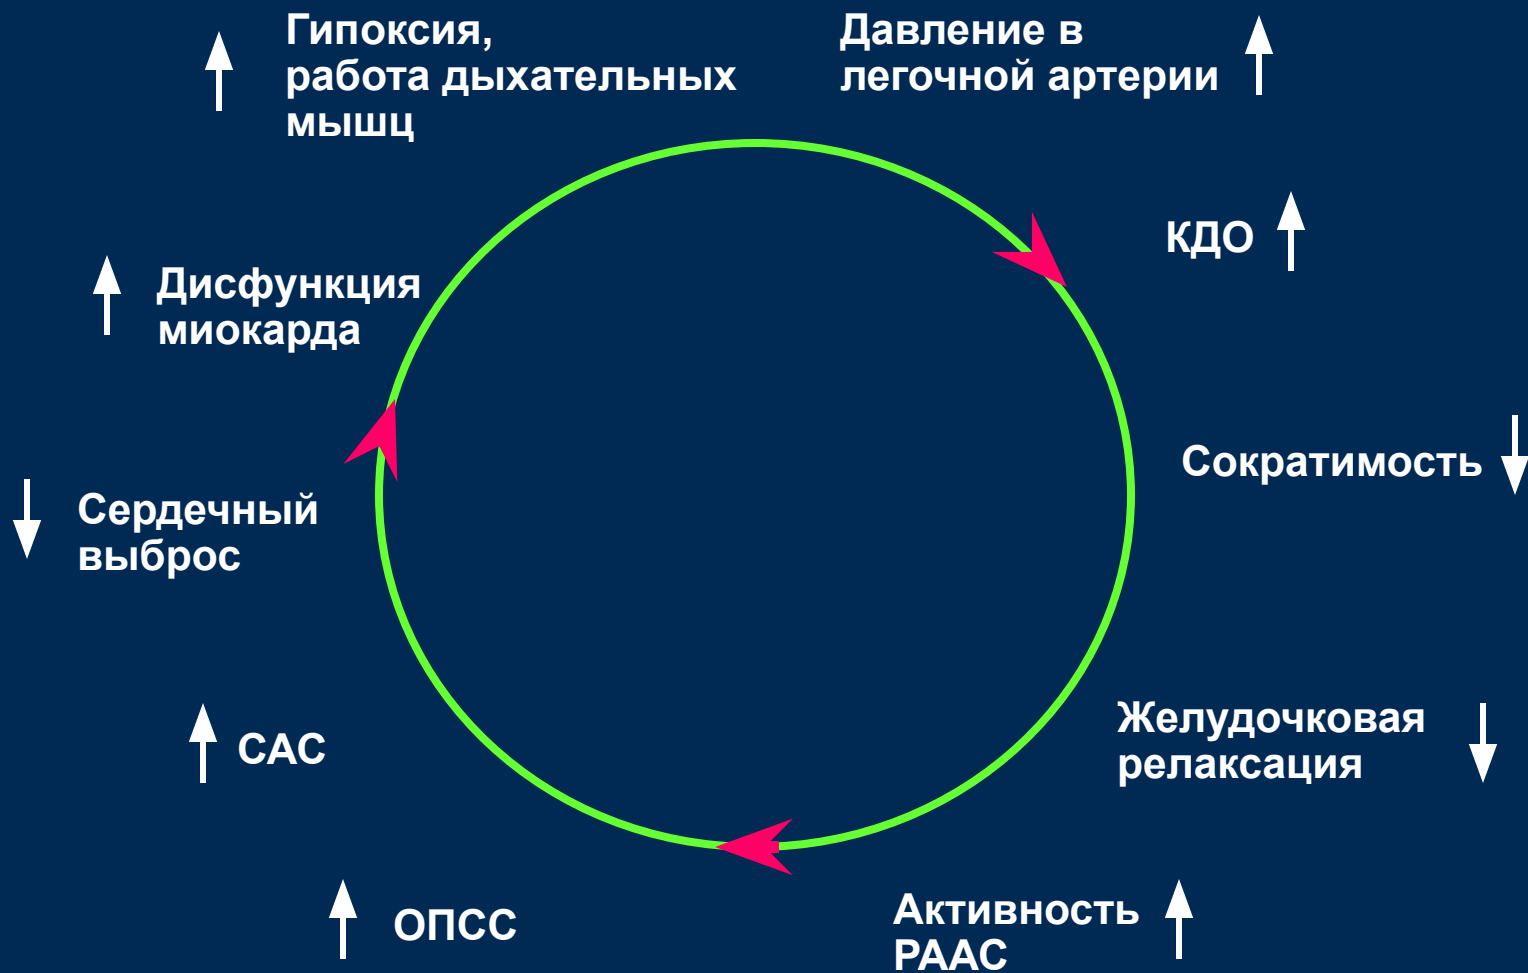 Гипоксия,
работа дыхательных
мышц
Давление в
легочной артерии
КДО
Дисфункция
миокарда
Сократимость
Сердечный
выброс
Желудочковая
релаксация
САС
Активность
РААС
ОПСС